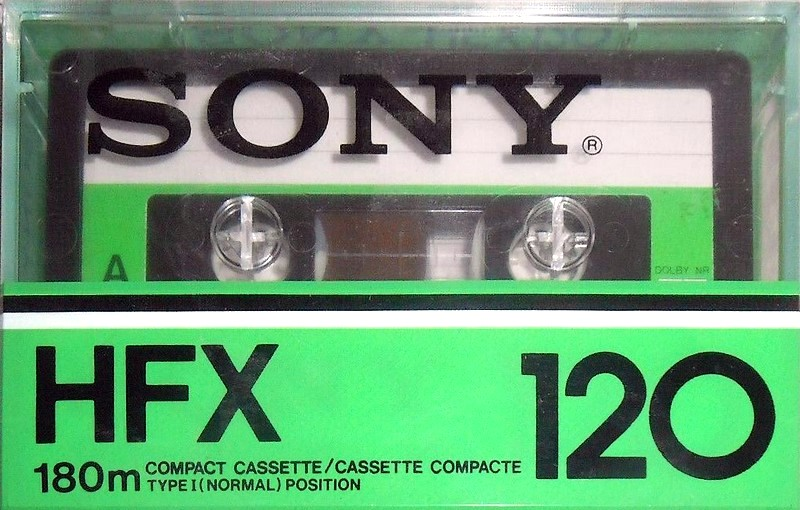 SONY®
A
DOLBY NR
HFX 120
180m COMPACT CASSETTE/CASSETTE COMPACTE
TYPE I (NORMAL) POSITION